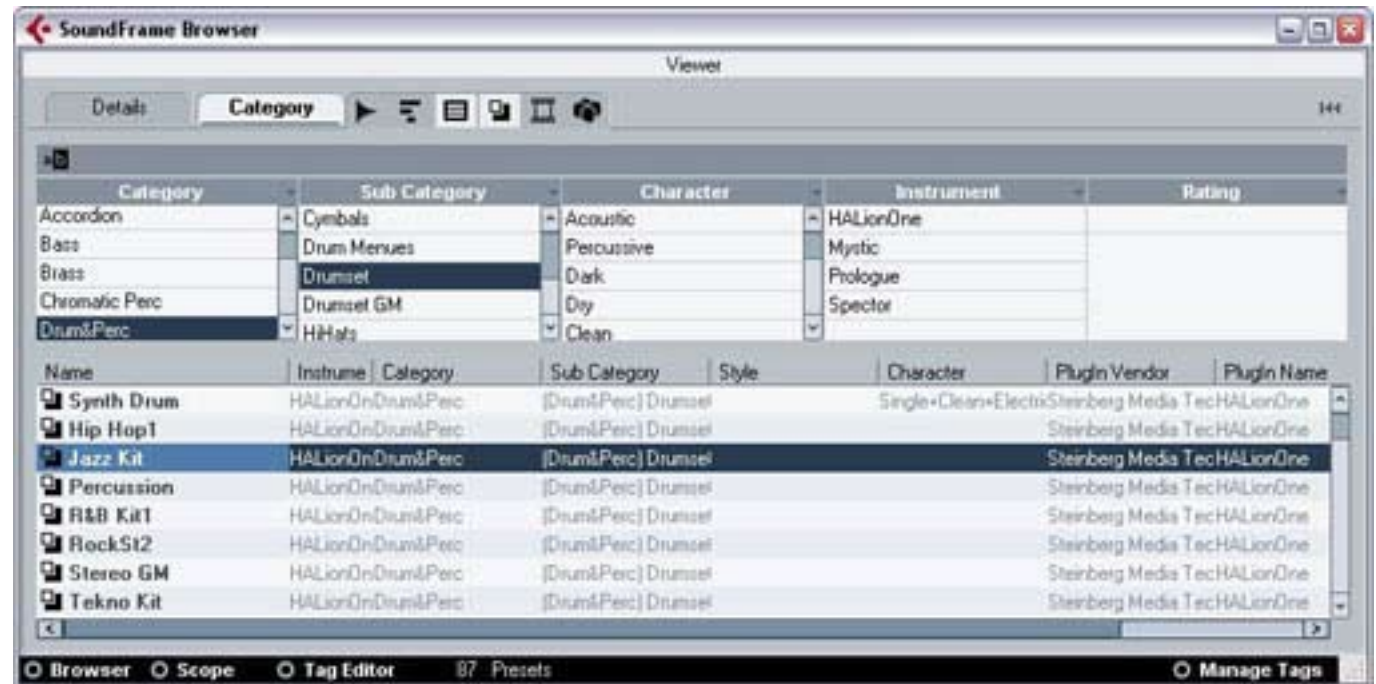 SoundFrame Browser
Viewer
Details Category
Category Sub Category Character Instrument Rating
Accordion Cymbals Acoustic HALionOne
Bass Drum Menues Percussive Mystic
Brass Drumset Dark Prologue
Chromatic Perc Drumset GM Dry Spector
Drum&Perc HiHats Clean
Name Instrume Category Sub Category Style Character PlugIn Vendor PlugIn Name
Synth Drum HALionOn Drum&Perc (Drum&Perc) Drumset Single+Clean+Electri Steinberg Media Tec HALionOne
Hip Hop1 HALionOn Drum&Perc (Drum&Perc) Drumset Steinberg Media Tec HALionOne
Jazz Kit HALionOn Drum&Perc (Drum&Perc) Drumset Steinberg Media Tec HALionOne
Percussion HALionOn Drum&Perc (Drum&Perc) Drumset Steinberg Media Tec HALionOne
R&B Kit1 HALionOn Drum&Perc (Drum&Perc) Drumset Steinberg Media Tec HALionOne
RockSt2 HALionOn Drum&Perc (Drum&Perc) Drumset Steinberg Media Tec HALionOne
Stereo GM HALionOn Drum&Perc (Drum&Perc) Drumset Steinberg Media Tec HALionOne
Tekno Kit HALionOn Drum&Perc (Drum&Perc) Drumset Steinberg Media Tec HALionOne
Browser Scope Tag Editor 87 Presets Manage Tags